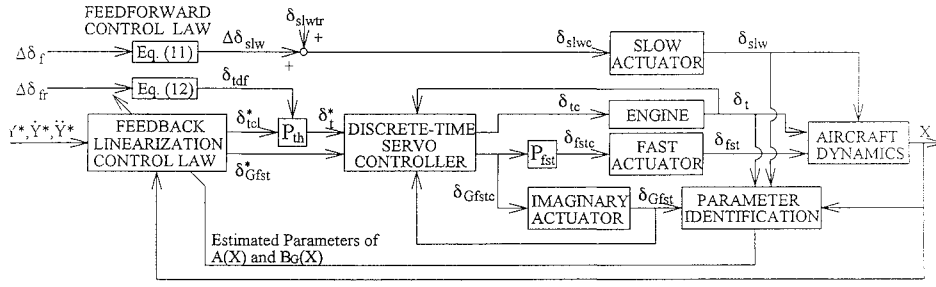 FEEDFORWARD
CONTROL LAW
Δδf
Eq. (11)
Δδslw
δslwtr
+
+
δslwc
SLOW
ACTUATOR
δslw
Δδfr
Eq. (12)
δtdf
Y*,Ẏ*,Ÿ*
FEEDBACK
LINEARIZATION
CONTROL LAW
δ*tcl
Pth
δ*t
δ*Gfst
DISCRETE-TIME
SERVO
CONTROLLER
δtc
ENGINE
δt
Pfst
δfstc
FAST
ACTUATOR
δfst
AIRCRAFT
DYNAMICS
X
δGfstc
IMAGINARY
ACTUATOR
δGfst
PARAMETER
IDENTIFICATION
Estimated Parameters of
A(X) and BG(X)